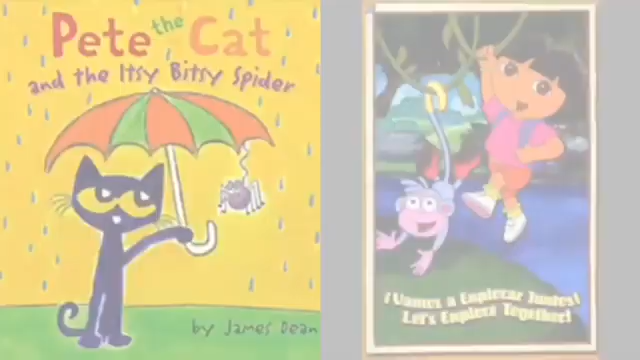 Pete the Cat
and the Itsy Bitsy Spider
by James Dean
¡Vamos a Explorar Juntos!
Let's Explore Together!